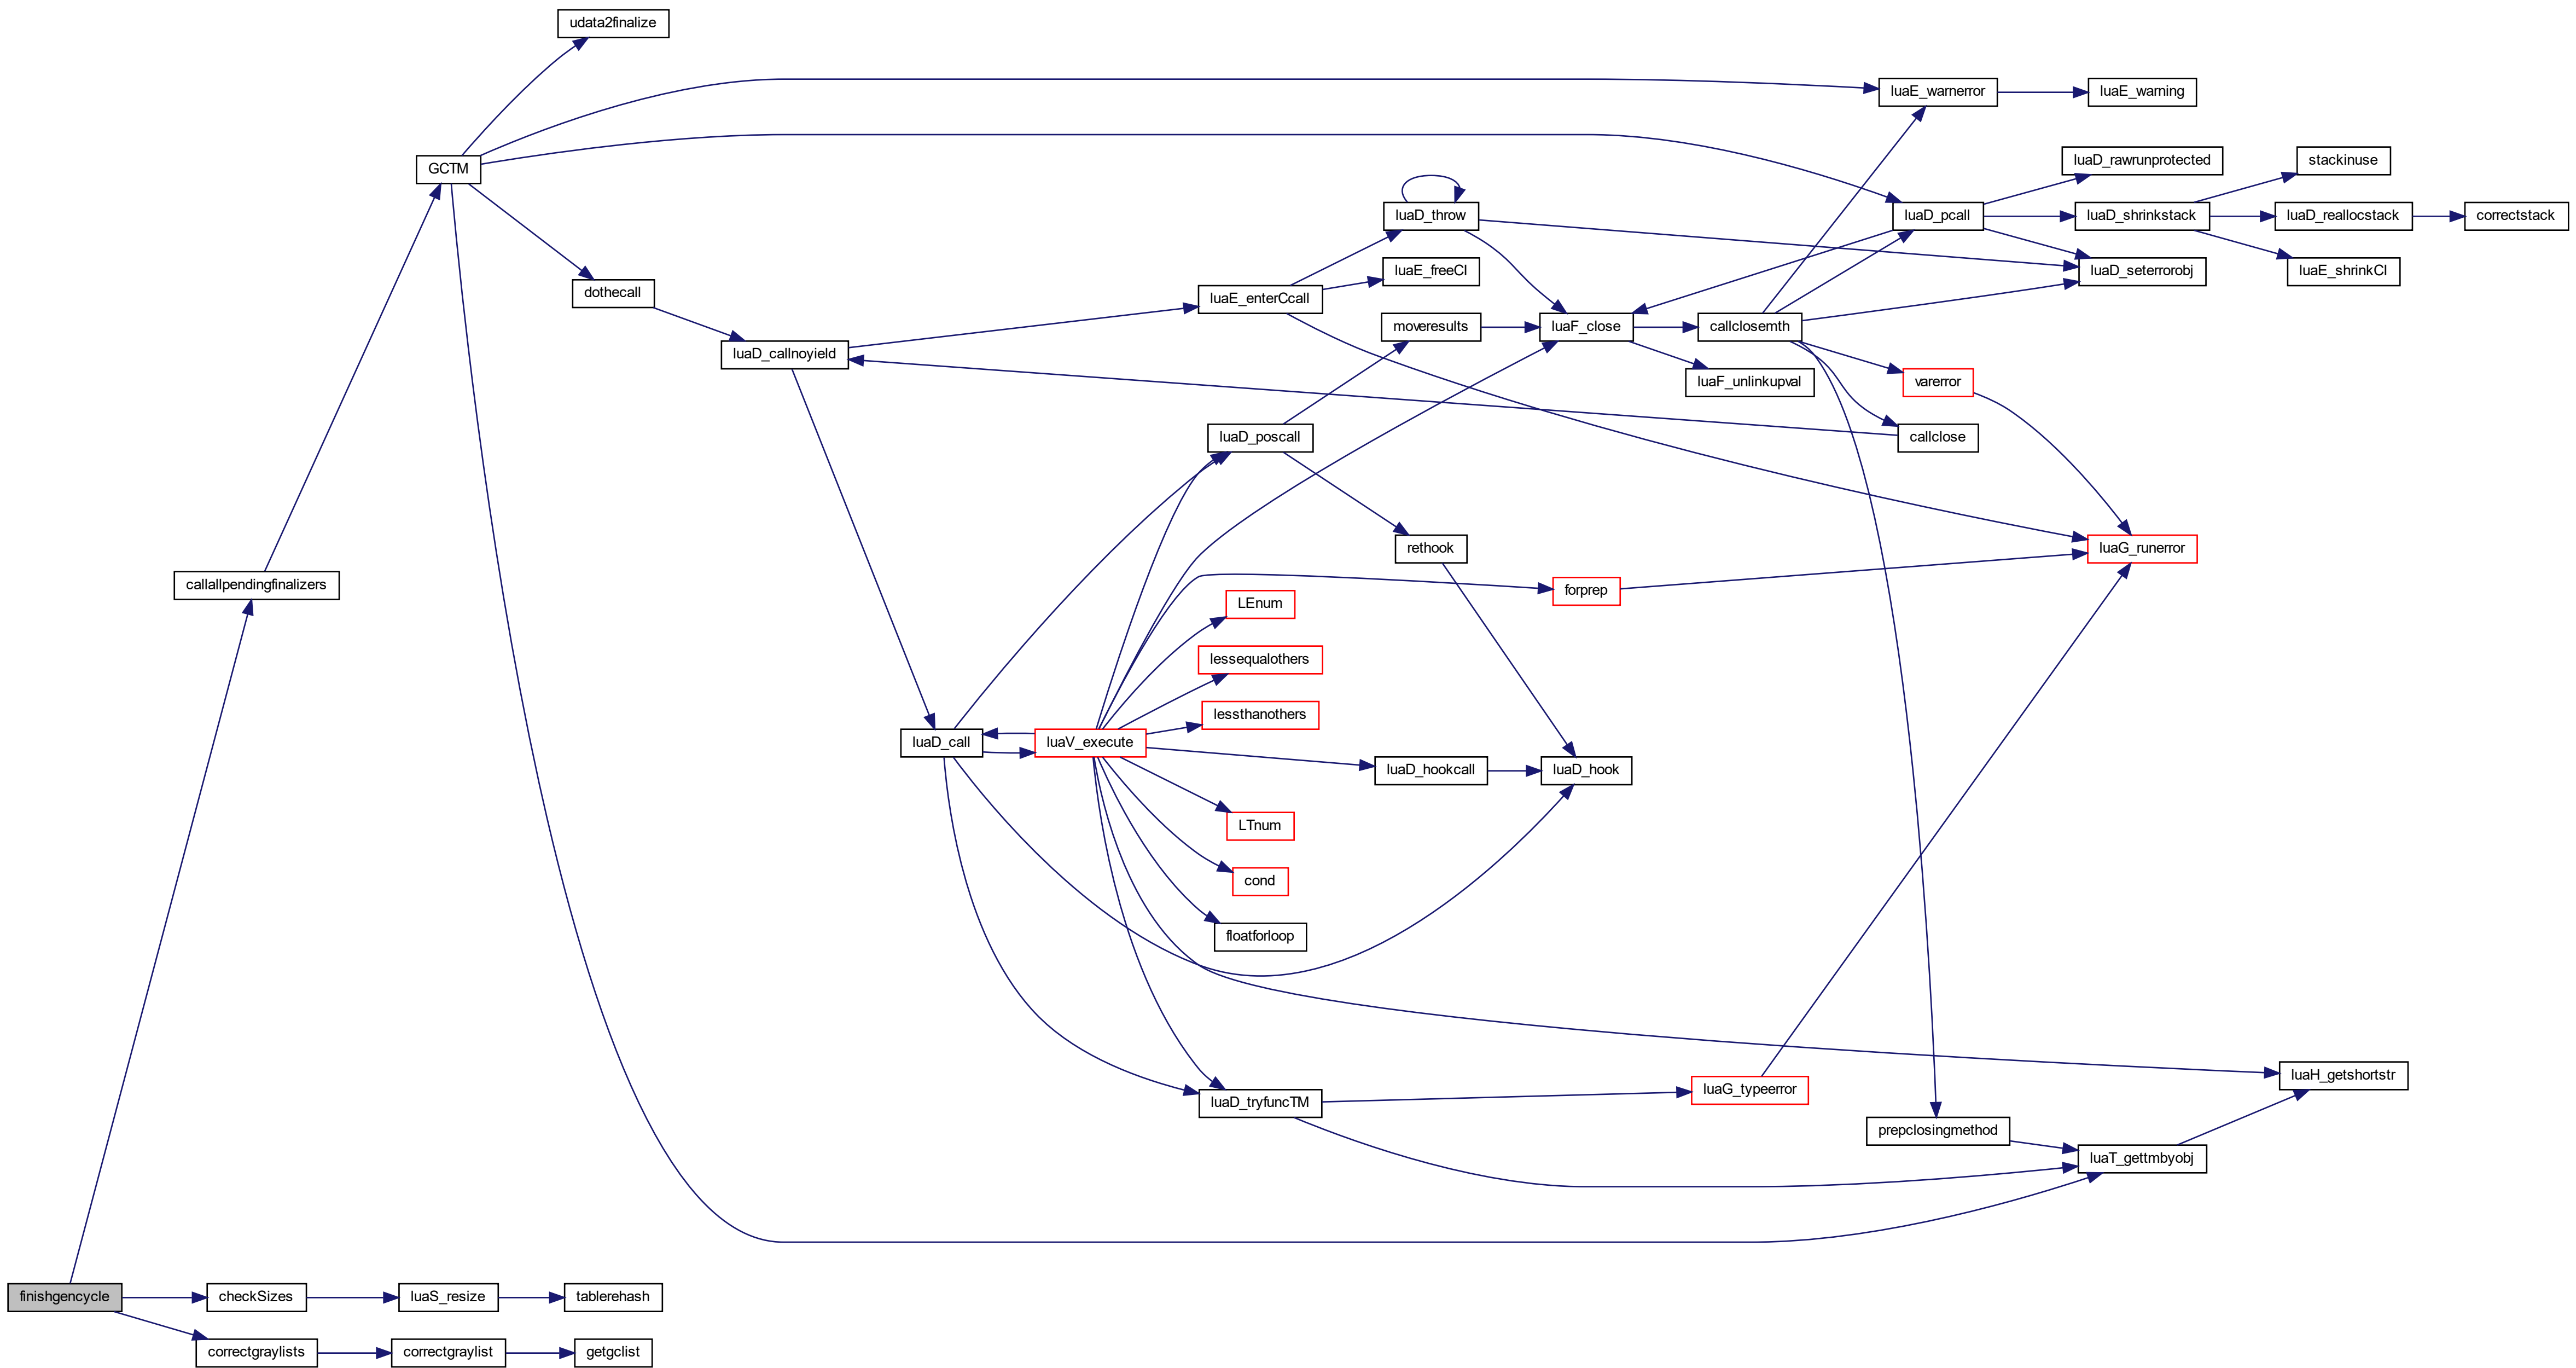 udata2finalize
luaE_warnerror
luaE_warning
GCTM
luaD_rawrunprotected
stackinuse
luaD_throw
luaD_pcall
luaD_shrinkstack
luaD_reallocstack
correctstack
luaE_freeCI
luaD_seterrorobj
luaE_shrinkCI
dothecall
luaE_enterCcall
moveresults
luaF_close
callclosemth
luaD_callnoyield
luaF_unlinkupval
varerror
luaD_poscall
callclose
rethook
luaG_runerror
callallpendingfinalizers
forprep
LEnum
lessequalothers
lessthanothers
luaD_call
luaV_execute
luaD_hookcall
luaD_hook
LTnum
cond
floatforloop
luaH_getshortstr
luaG_typeerror
luaD_tryfuncTM
prepclosingmethod
luaT_gettmbyobj
finishgencycle
checkSizes
luaS_resize
tablerehash
correctgraylists
correctgraylist
getgclist